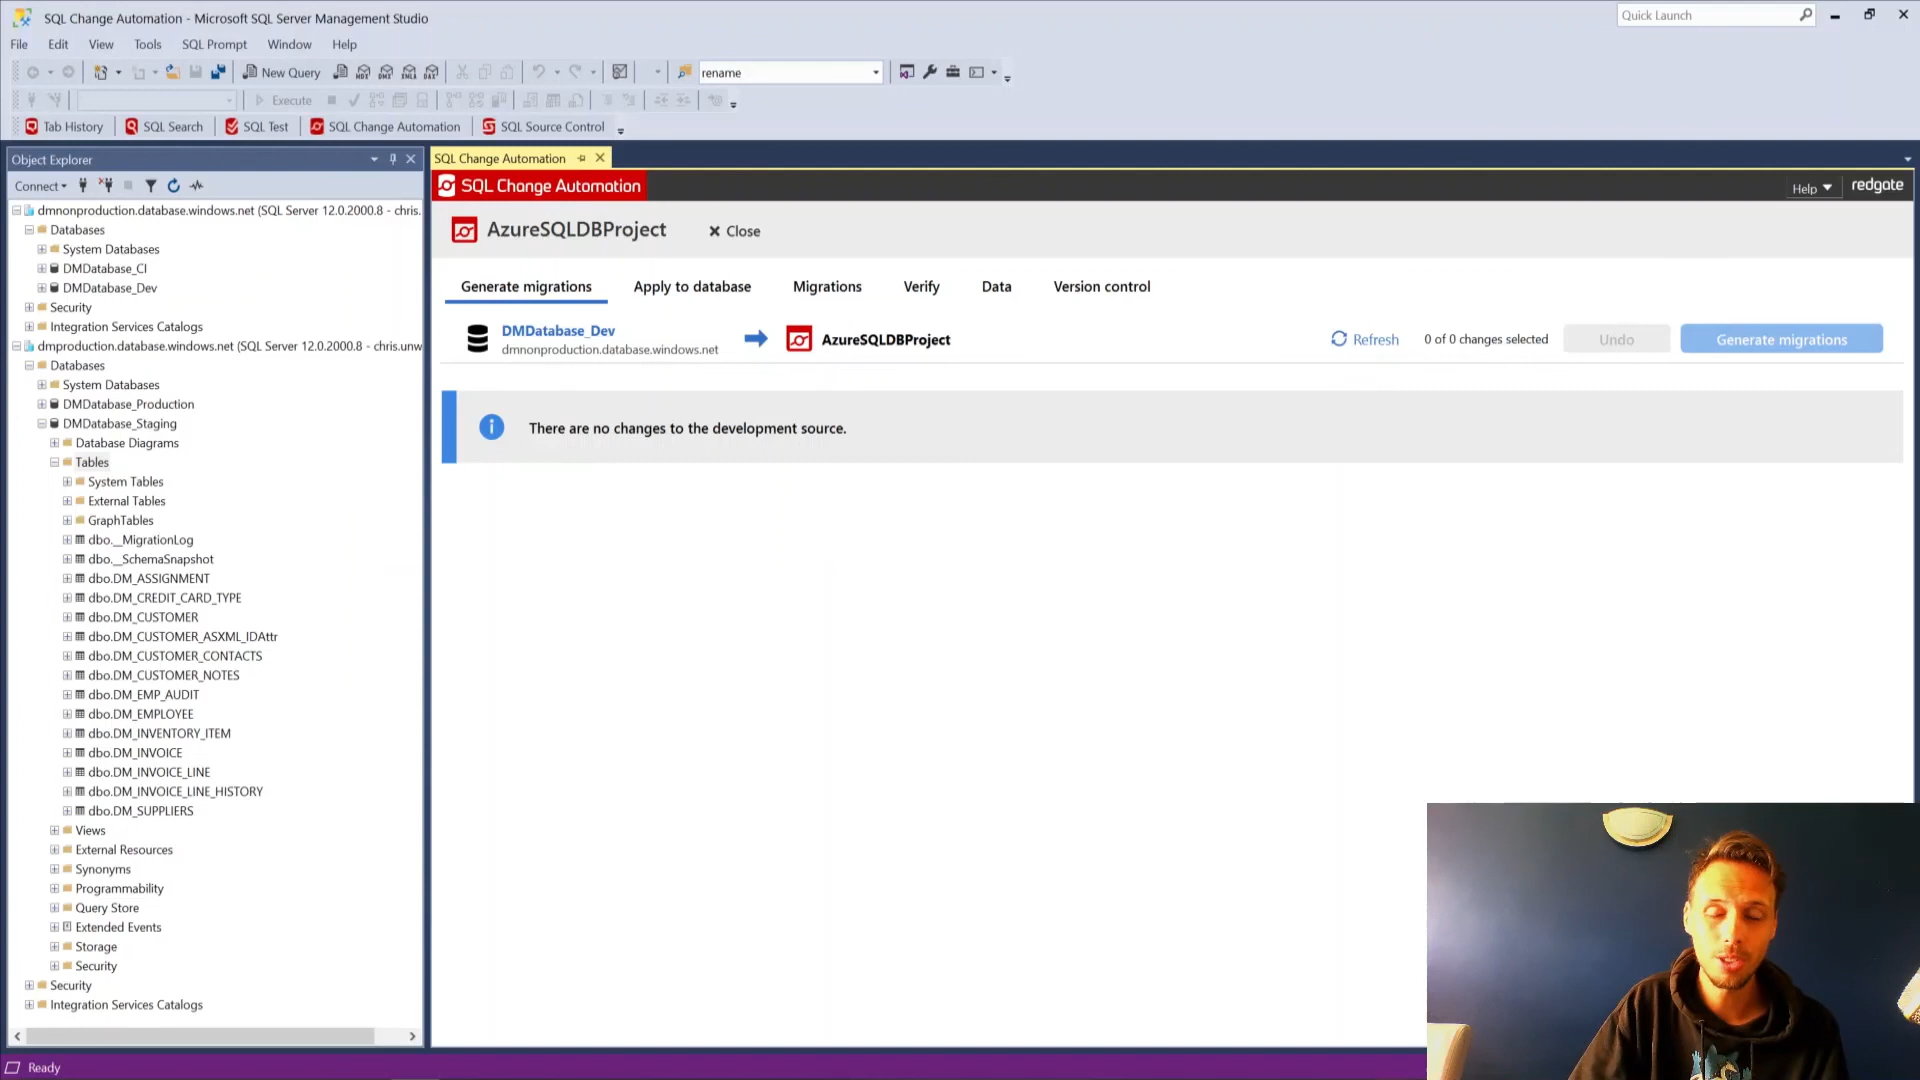 SQL Change Automation - Microsoft SQL Server Management Studio
Quick Launch
File Edit View Tools SQL Prompt Window Help
New Query MDX DMX XMLA DAX rename
Execute
Tab History SQL Search SQL Test SQL Change Automation SQL Source Control
Object Explorer
Connect
dmnonproduction.database.windows.net (SQL Server 12.0.2000.8 - chris.
Databases
System Databases
DMDatabase_CI
DMDatabase_Dev
Security
Integration Services Catalogs
dmproduction.database.windows.net (SQL Server 12.0.2000.8 - chris.unw
Databases
System Databases
DMDatabase_Production
DMDatabase_Staging
Database Diagrams
Tables
System Tables
External Tables
GraphTables
dbo.__MigrationLog
dbo.__SchemaSnapshot
dbo.DM_ASSIGNMENT
dbo.DM_CREDIT_CARD_TYPE
dbo.DM_CUSTOMER
dbo.DM_CUSTOMER_ASXML_IDAttr
dbo.DM_CUSTOMER_CONTACTS
dbo.DM_CUSTOMER_NOTES
dbo.DM_EMP_AUDIT
dbo.DM_EMPLOYEE
dbo.DM_INVENTORY_ITEM
dbo.DM_INVOICE
dbo.DM_INVOICE_LINE
dbo.DM_INVOICE_LINE_HISTORY
dbo.DM_SUPPLIERS
Views
External Resources
Synonyms
Programmability
Query Store
Extended Events
Storage
Security
Security
Integration Services Catalogs
SQL Change Automation
SQL Change Automation
Help redgate
AzureSQLDBProject Close
Generate migrations Apply to database Migrations Verify Data Version control
DMDatabase_Dev
dmnonproduction.database.windows.net
AzureSQLDBProject
Refresh 0 of 0 changes selected Undo Generate migrations
There are no changes to the development source.
Ready